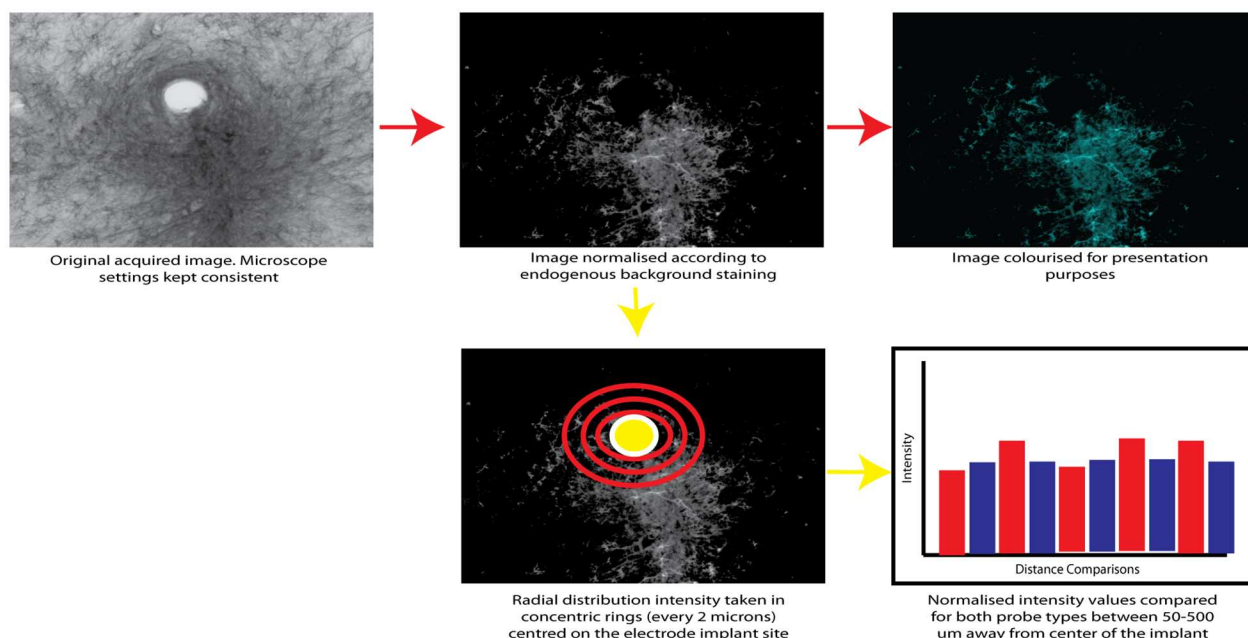 Original acquired image. Microscope
settings kept consistent
Image normalised according to
endogenous background staining
Image colourised for presentation
purposes
Radial distribution intensity taken in
concentric rings (every 2 microns)
centred on the electrode implant site
Intensity
Distance Comparisons
Normalised intensity values compared
for both probe types between 50-500
um away from center of the implant